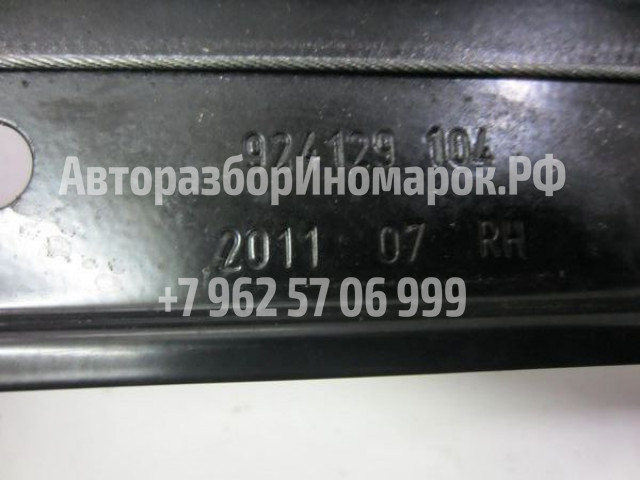 924129 104
АвторазборИномарок.РФ
2011 07 RH
+7 962 57 06 999